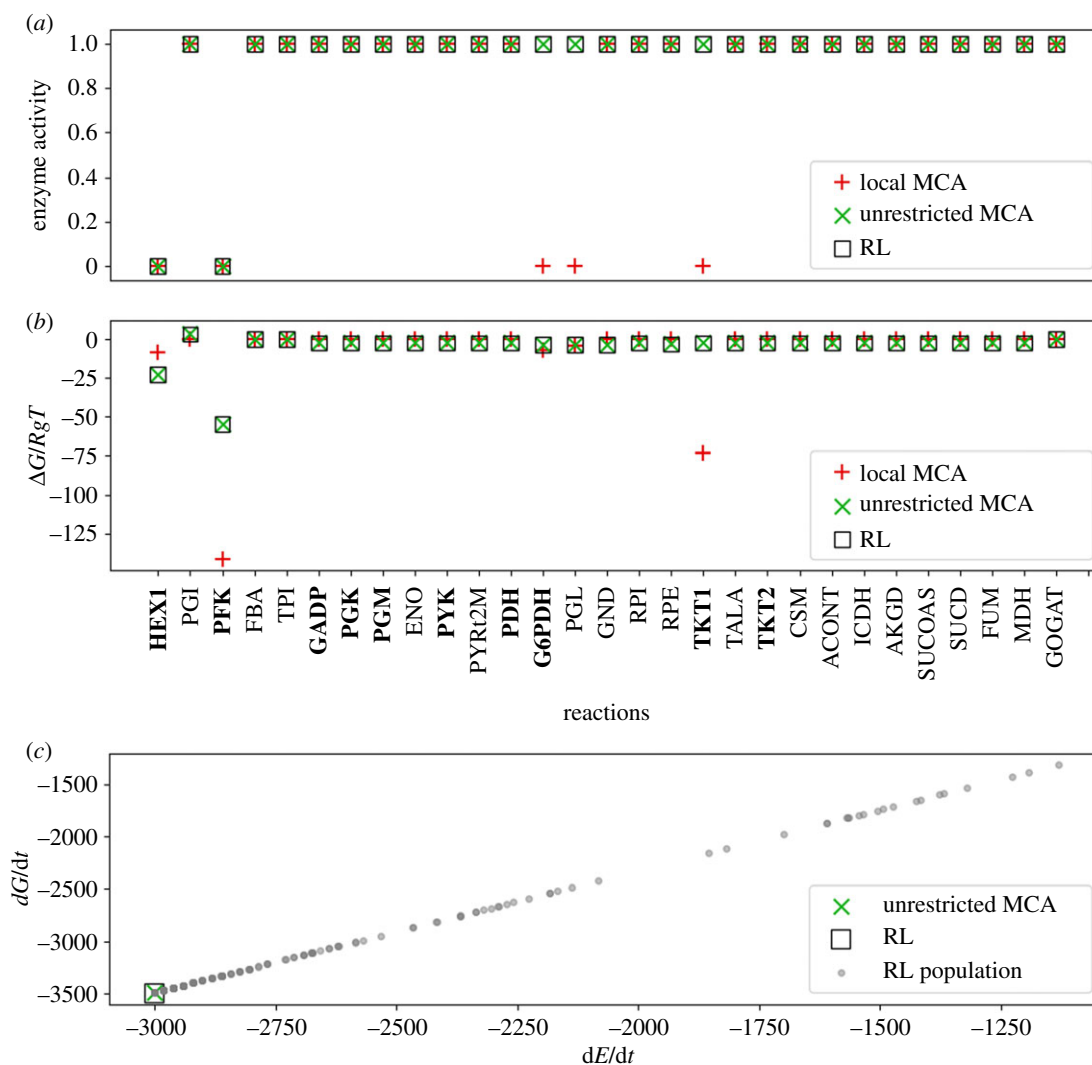 (a)
1.0
0.8
0.6
0.4
0.2
0
enzyme activity
local MCA
unrestricted MCA
RL
(b)
0
−25
−50
−75
−100
−125
ΔG/RgT
local MCA
unrestricted MCA
RL
HEX1
PGI
PFK
FBA
TPI
GADP
PGK
PGM
ENO
PYK
PYRt2M
PDH
G6PDH
PGL
GND
RPI
RPE
TKT1
TALA
TKT2
CSM
ACONT
ICDH
AKGD
SUCOAS
SUCD
FUM
MDH
GOGAT
reactions
(c)
−1500
−2000
−2500
−3000
−3500
dG/dt
unrestricted MCA
RL
RL population
−3000 −2750 −2500 −2250 −2000 −1750 −1500 −1250
dE/dt